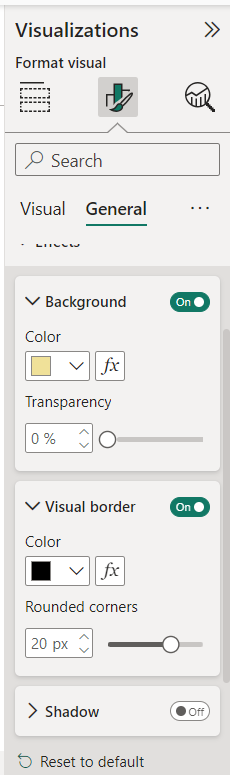 Visualizations
Format visual
Search
Visual General ...
Effects
Background On
Color
fx
Transparency
0 %
Visual border On
Color
fx
Rounded corners
20 px
Shadow Off
Reset to default